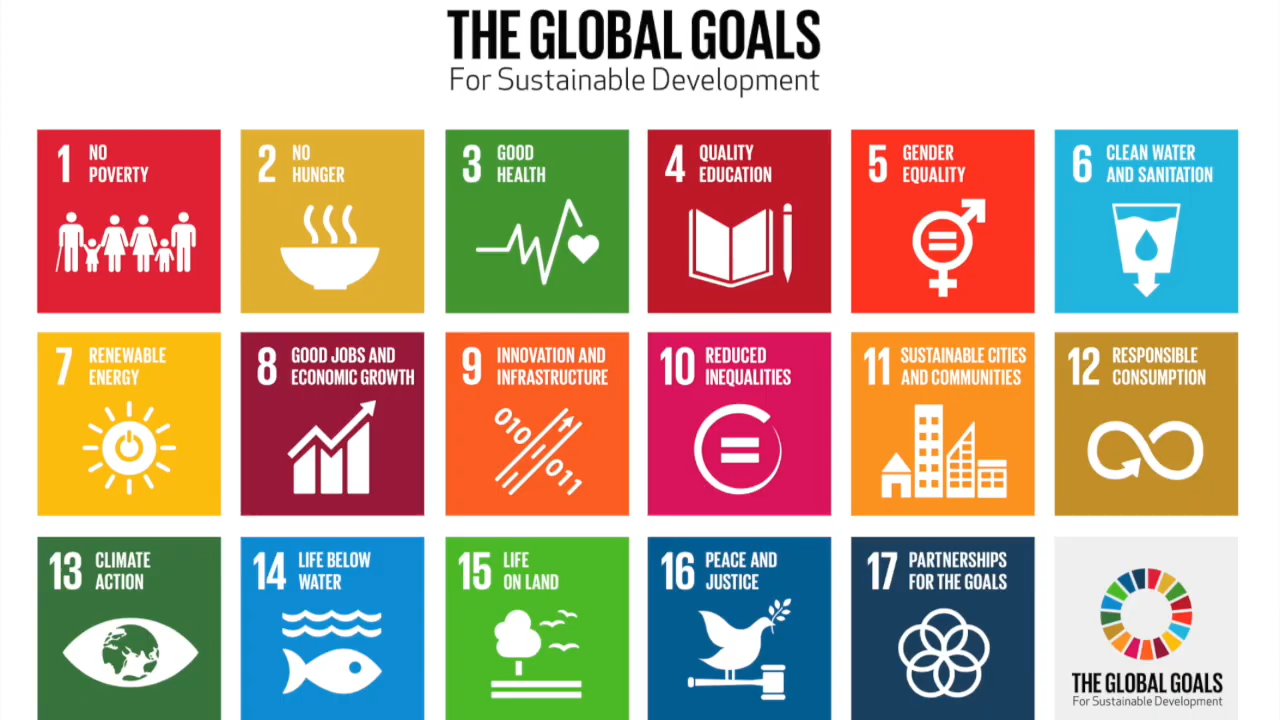 THE GLOBAL GOALS
For Sustainable Development
1 NO
POVERTY
2 NO
HUNGER
3 GOOD
HEALTH
4 QUALITY
EDUCATION
5 GENDER
EQUALITY
6 CLEAN WATER
AND SANITATION
7 RENEWABLE
ENERGY
8 GOOD JOBS AND
ECONOMIC GROWTH
9 INNOVATION AND
INFRASTRUCTURE
010
011
10 REDUCED
INEQUALITIES
11 SUSTAINABLE CITIES
AND COMMUNITIES
12 RESPONSIBLE
CONSUMPTION
13 CLIMATE
ACTION
14 LIFE BELOW
WATER
15 LIFE
ON LAND
16 PEACE AND
JUSTICE
17 PARTNERSHIPS
FOR THE GOALS
THE GLOBAL GOALS
For Sustainable Development